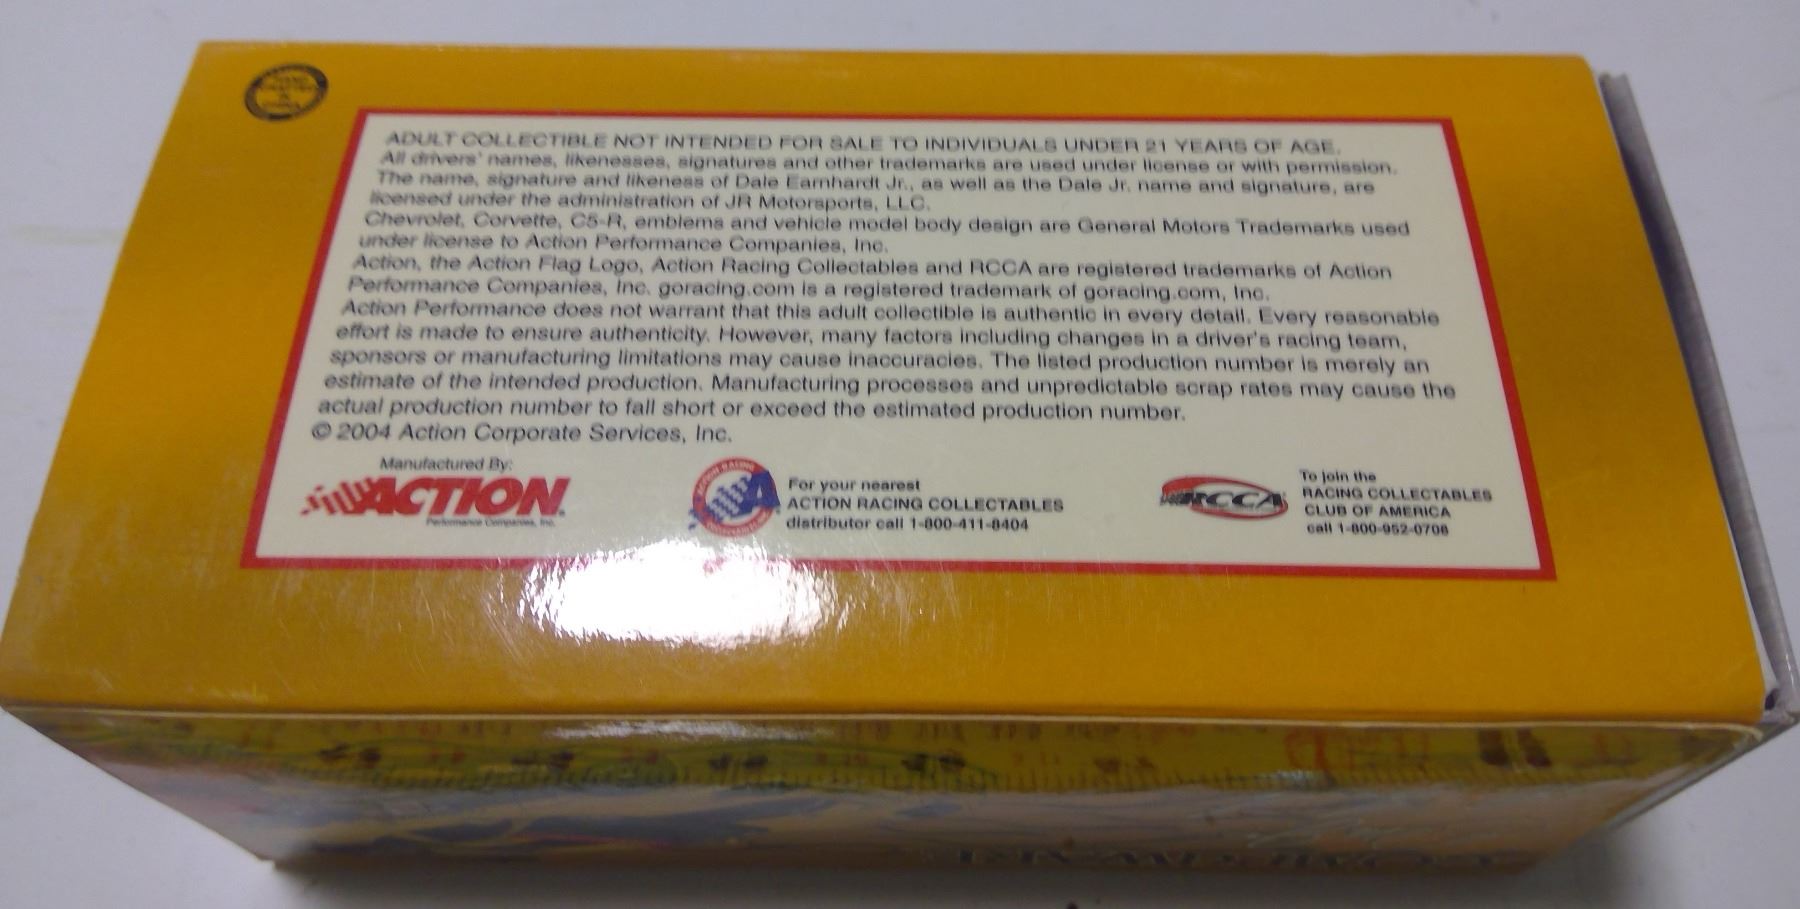 HAND
CRAFTED
IN
CHINA
ADULT COLLECTIBLE NOT INTENDED FOR SALE TO INDIVIDUALS UNDER 21 YEARS OF AGE.
All drivers' names, likenesses, signatures and other trademarks are used under license or with permission.
The name, signature and likeness of Dale Earnhardt Jr., as well as the Dale Jr. name and signature, are
licensed under the administration of JR Motorsports, LLC.
Chevrolet, Corvette, C5-R, emblems and vehicle model body design are General Motors Trademarks used
under license to Action Performance Companies, Inc.
Action, the Action Flag Logo, Action Racing Collectables and RCCA are registered trademarks of Action
Performance Companies, Inc. goracing.com is a registered trademark of goracing.com, Inc.
Action Performance does not warrant that this adult collectible is authentic in every detail. Every reasonable
effort is made to ensure authenticity. However, many factors including changes in a driver's racing team,
sponsors or manufacturing limitations may cause inaccuracies. The listed production number is merely an
estimate of the intended production. Manufacturing processes and unpredictable scrap rates may cause the
actual production number to fall short or exceed the estimated production number.
© 2004 Action Corporate Services, Inc.
Manufactured By:
ACTION
Performance Companies, Inc.
ACTION RACING
COLLECTABLES
For your nearest
ACTION RACING COLLECTABLES
distributor call 1-800-411-8404
RCCA
To join the
RACING COLLECTABLES
CLUB OF AMERICA
call 1-800-952-0708